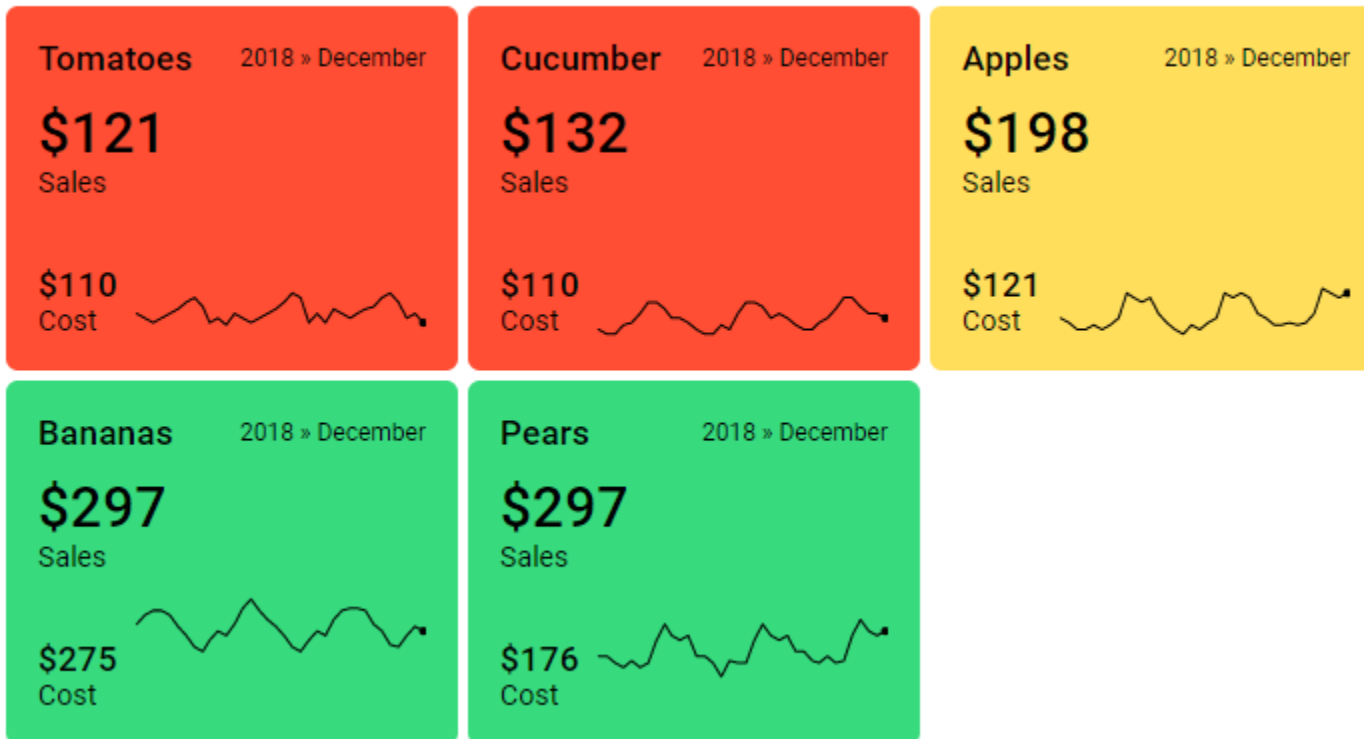 Tomatoes 2018 » December
$121
Sales
$110
Cost
Cucumber 2018 » December
$132
Sales
$110
Cost
Apples 2018 » December
$198
Sales
$121
Cost
Bananas 2018 » December
$297
Sales
$275
Cost
Pears 2018 » December
$297
Sales
$176
Cost